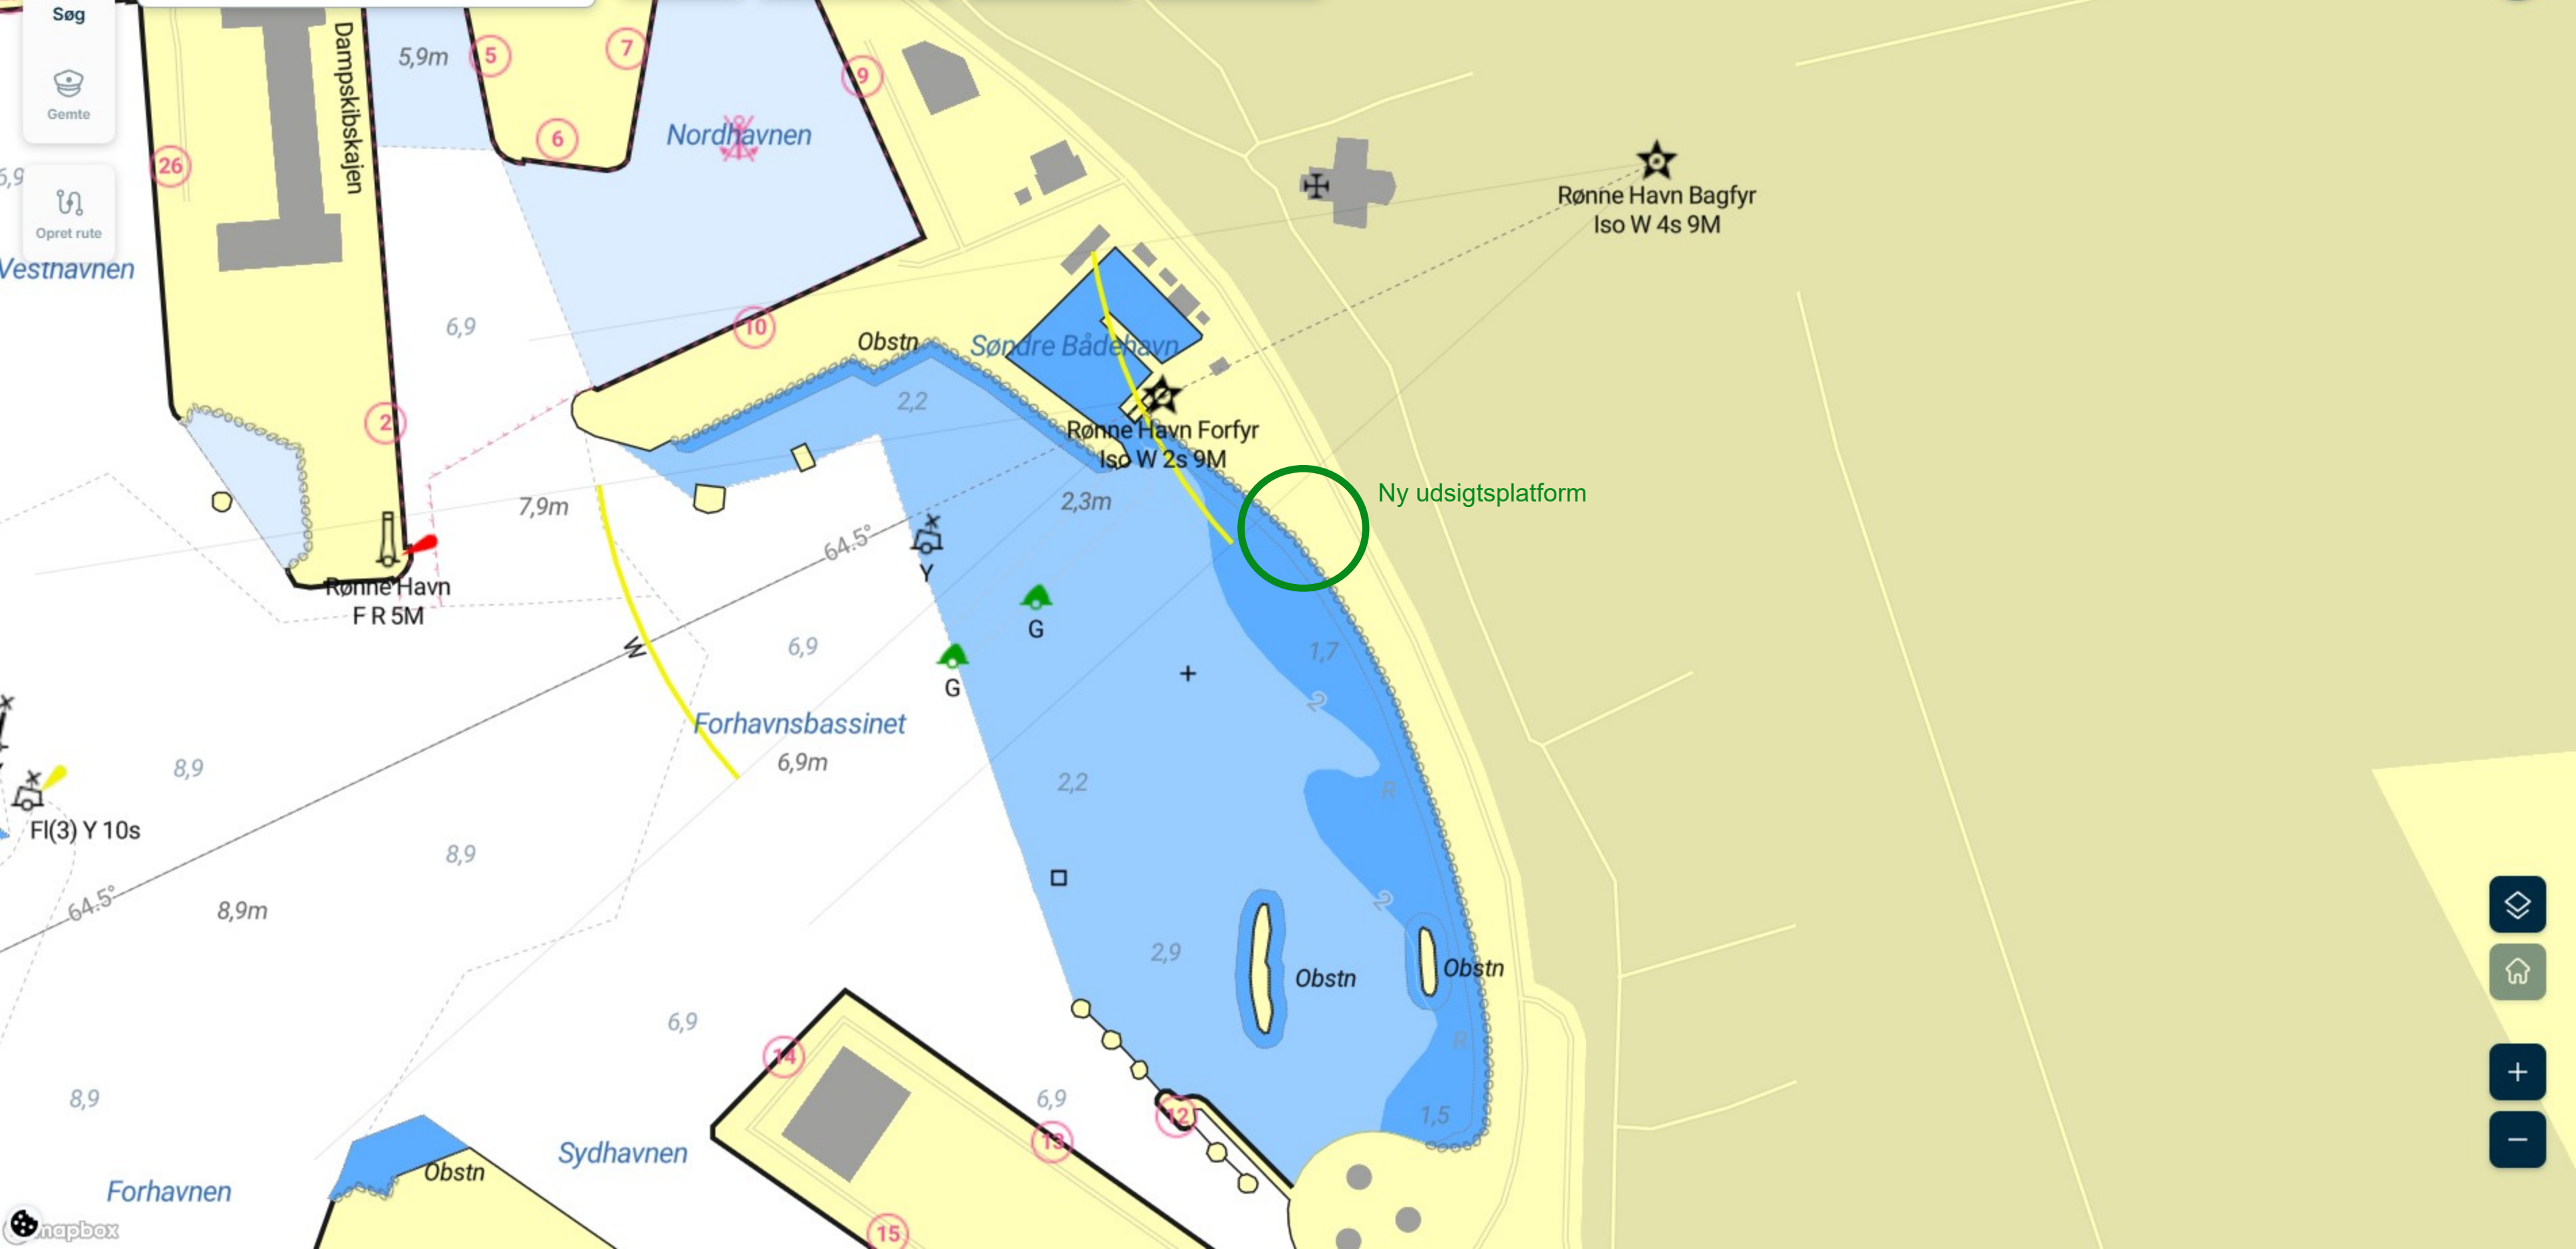 Søg
Gemte
Opret rute
Dampskibskajen
5,9m
5
7
9
6
26
Nordhavnen
6,9
Vesthavnen
6,9
10
Obstn
Søndre Bådehavn
2,2
2
Rønne Havn Bagfyr
Iso W 4s 9M
Rønne Havn Forfyr
Iso W 2s 9M
Ny udsigtsplatform
7,9m
2,3m
64.5°
Y
Rønne Havn
F R 5M
G
W
6,9
1,7
G
2
Forhavnsbassinet
6,9m
8,9
2,2
R
Fl(3) Y 10s
8,9
64.5°
8,9m
2
2,9
Obstn
Obstn
6,9
R
14
8,9
6,9
12
1,5
13
Sydhavnen
Obstn
Forhavnen
15
mapbox